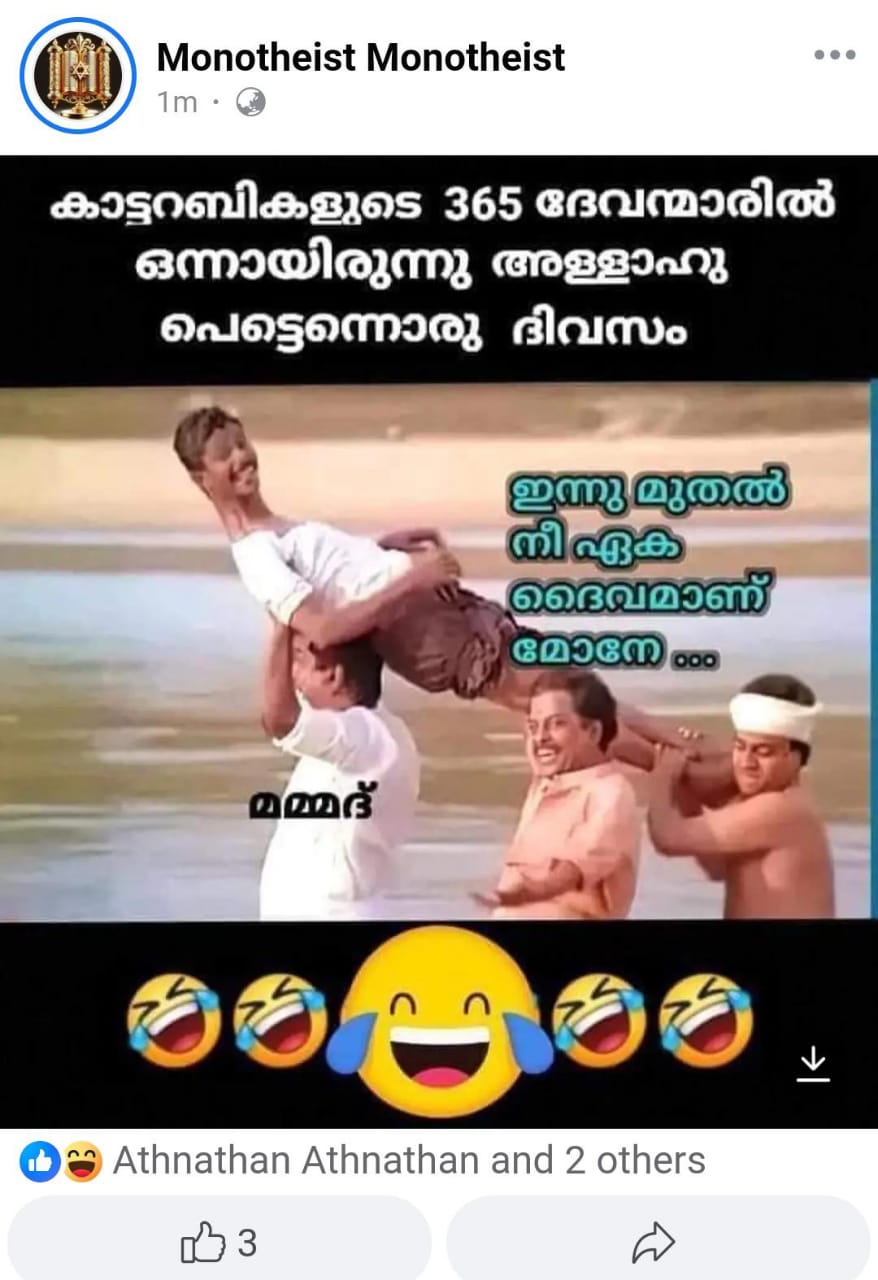 Monotheist Monotheist
1m ·
കാട്ടറബികളുടെ 365 ദേവന്മാരിൽ
ഒന്നായിരുന്നു അള്ളാഹു
പെട്ടെന്നൊരു ദിവസം
ഇന്നു മുതൽ
നീ ഏക
ദൈവമാണ്
മോനേ ...
മമ്മദ്
Athnathan Athnathan and 2 others
3